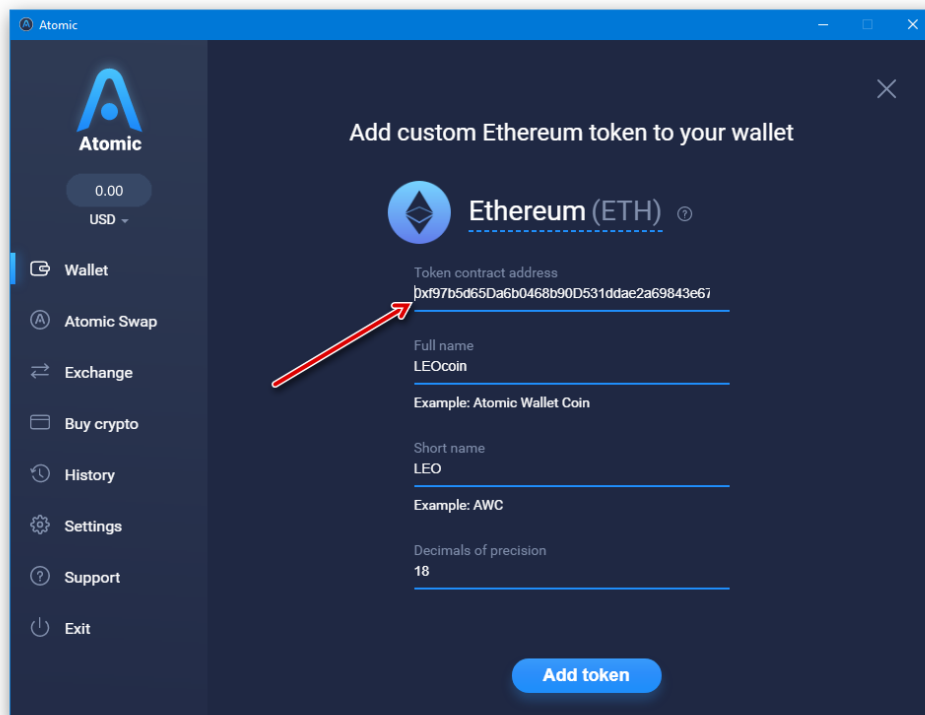 Atomic
Atomic
0.00
USD
Wallet
Atomic Swap
Exchange
Buy crypto
History
Settings
Support
Exit
Add custom Ethereum token to your wallet
Ethereum (ETH) ?
Token contract address
0xf97b5d65Da6b0468b90D531ddae2a69843e67
Full name
LEOcoin
Example: Atomic Wallet Coin
Short name
LEO
Example: AWC
Decimals of precision
18
Add token